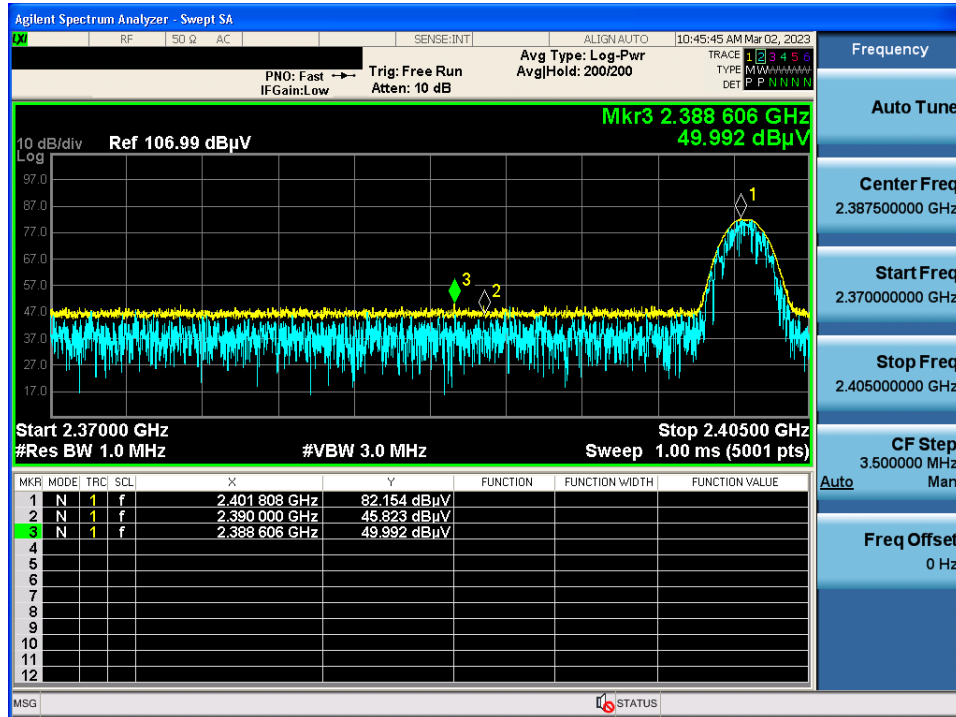 Agilent Spectrum Analyzer - Swept SA
LXI RF 50 Ω AC SENSE:INT ALIGN AUTO 10:45:45 AM Mar 02, 2023
PNO: Fast
IFGain:Low
Trig: Free Run
Atten: 10 dB
Avg Type: Log-Pwr
Avg|Hold: 200/200
TRACE 1 2 3 4 5 6
TYPE M W W W W W
DET P P N N N N
Mkr3 2.388 606 GHz
49.992 dBµV
10 dB/div Ref 106.99 dBµV
Log
97.0
87.0
77.0
67.0
57.0
47.0
37.0
27.0
17.0
1
3
2
Start 2.37000 GHz Stop 2.40500 GHz
#Res BW 1.0 MHz #VBW 3.0 MHz Sweep 1.00 ms (5001 pts)
MKR MODE TRC SCL X Y FUNCTION FUNCTION WIDTH FUNCTION VALUE
1 N 1 f 2.401 808 GHz 82.154 dBµV
2 N 1 f 2.390 000 GHz 45.823 dBµV
3 N 1 f 2.388 606 GHz 49.992 dBµV
4
5
6
7
8
9
10
11
12
MSG STATUS
Frequency
Auto Tune
Center Freq
2.387500000 GHz
Start Freq
2.370000000 GHz
Stop Freq
2.405000000 GHz
CF Step
3.500000 MHz
Auto Man
Freq Offset
0 Hz